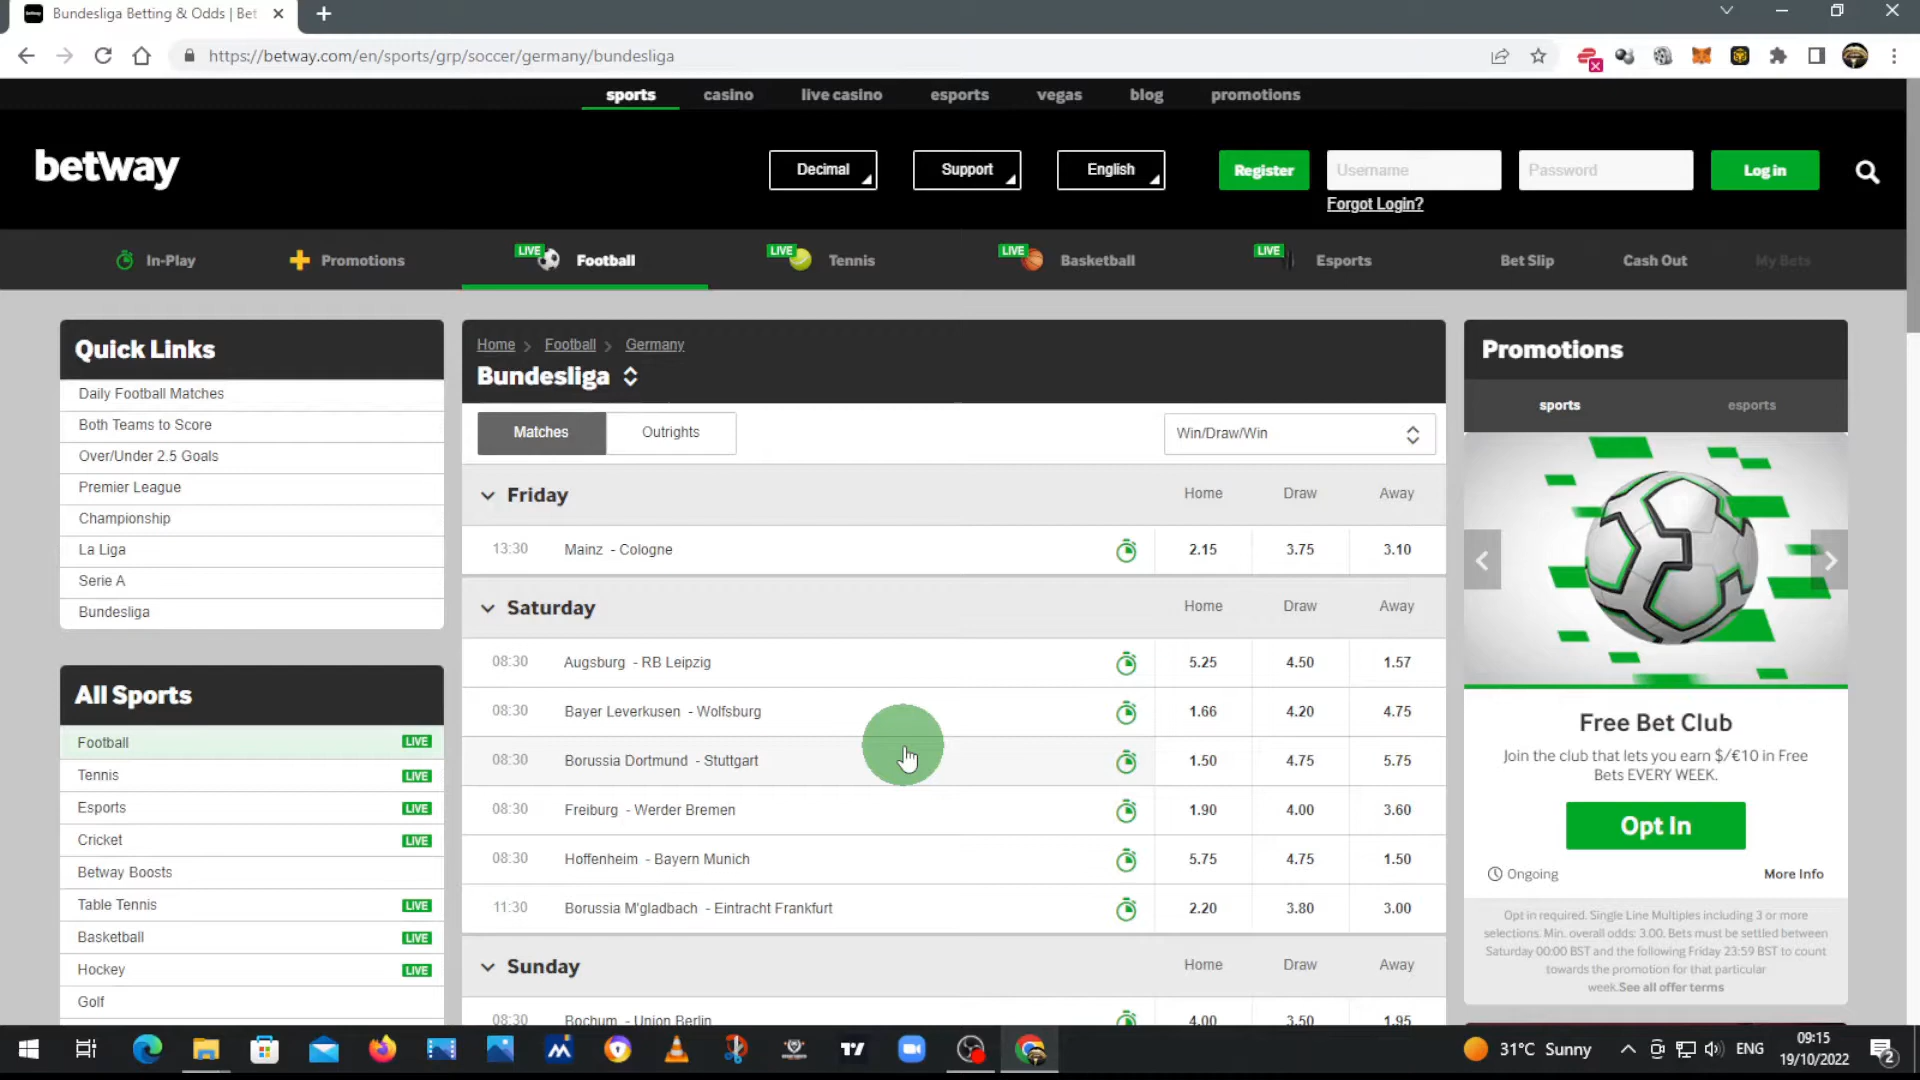 Bundesliga Betting & Odds | Bet
https://betway.com/en/sports/grp/soccer/germany/bundesliga
sports casino live casino esports vegas blog promotions
betway
Decimal Support English Register Username Password Log in
Forgot Login?
In-Play Promotions LIVE Football LIVE Tennis LIVE Basketball LIVE Esports Bet Slip Cash Out My Bets
Quick Links
Daily Football Matches
Both Teams to Score
Over/Under 2.5 Goals
Premier League
Championship
La Liga
Serie A
Bundesliga
All Sports
Football LIVE
Tennis LIVE
Esports LIVE
Cricket LIVE
Betway Boosts
Table Tennis LIVE
Basketball LIVE
Hockey LIVE
Golf
Home > Football > Germany
Bundesliga
Matches Outrights Win/Draw/Win
Friday Home Draw Away
13:30 Mainz - Cologne 2.15 3.75 3.10
Saturday Home Draw Away
08:30 Augsburg - RB Leipzig 5.25 4.50 1.57
08:30 Bayer Leverkusen - Wolfsburg 1.66 4.20 4.75
08:30 Borussia Dortmund - Stuttgart 1.50 4.75 5.75
08:30 Freiburg - Werder Bremen 1.90 4.00 3.60
08:30 Hoffenheim - Bayern Munich 5.75 4.75 1.50
11:30 Borussia M'gladbach - Eintracht Frankfurt 2.20 3.80 3.00
Sunday Home Draw Away
08:30 Bochum - Union Berlin 4.00 3.50 1.95
Promotions
sports esports
Free Bet Club
Join the club that lets you earn $/€10 in Free
Bets EVERY WEEK.
Opt In
Ongoing More Info
Opt in required. Single Line Multiples including 3 or more
selections. Min. overall odds: 3.00. Bets must be settled between
Saturday 00:00 BST and the following Friday 23:59 BST to count
towards the promotion for that particular
week.See all offer terms
31°C Sunny ENG 09:15
19/10/2022
2